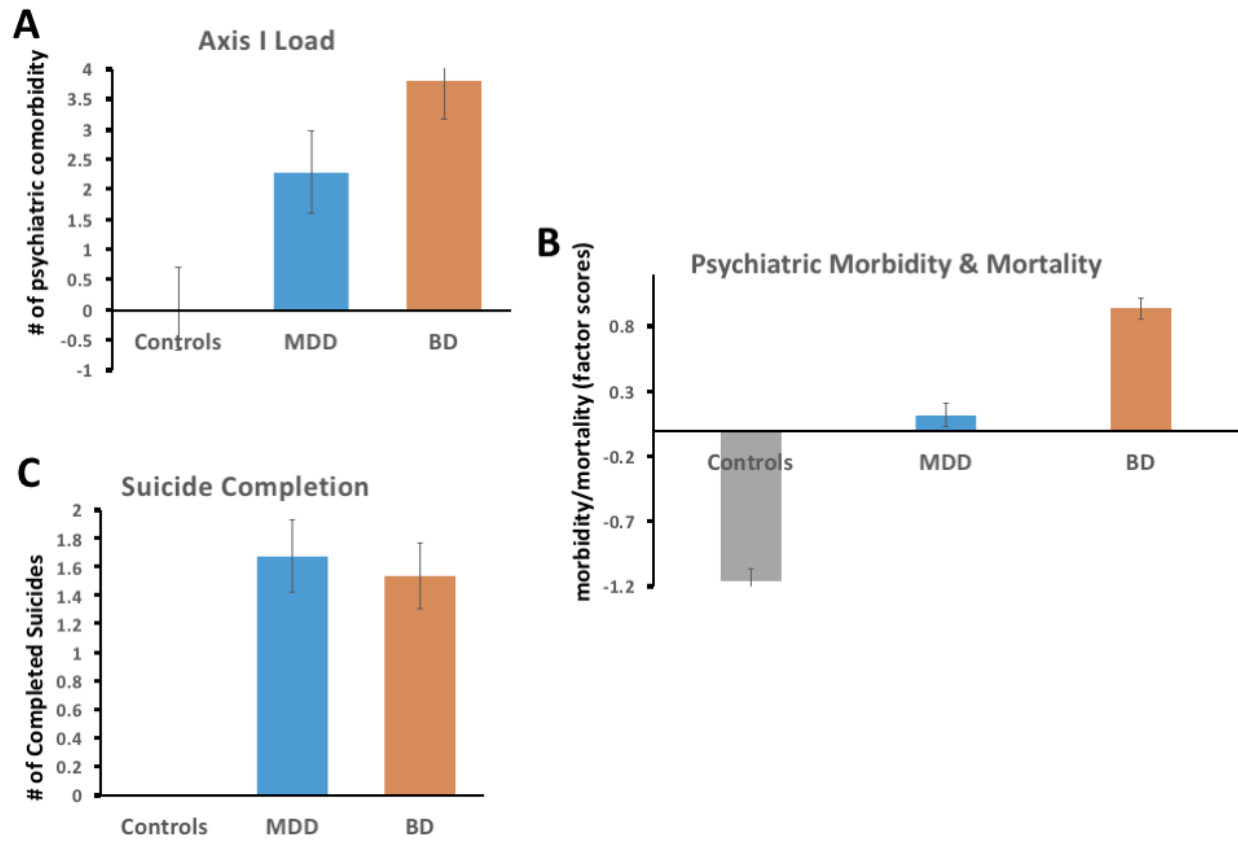 A
Axis I Load
# of psychiatric comorbidity
4
3.5
3
2.5
2
1.5
1
0.5
0
-0.5
-1
Controls MDD BD
B
Psychiatric Morbidity & Mortality
morbidity/mortality (factor scores)
0.8
0.3
-0.2
-0.7
-1.2
Controls MDD BD
C
Suicide Completion
# of Completed Suicides
2
1.8
1.6
1.4
1.2
1
0.8
0.6
0.4
0.2
0
Controls MDD BD